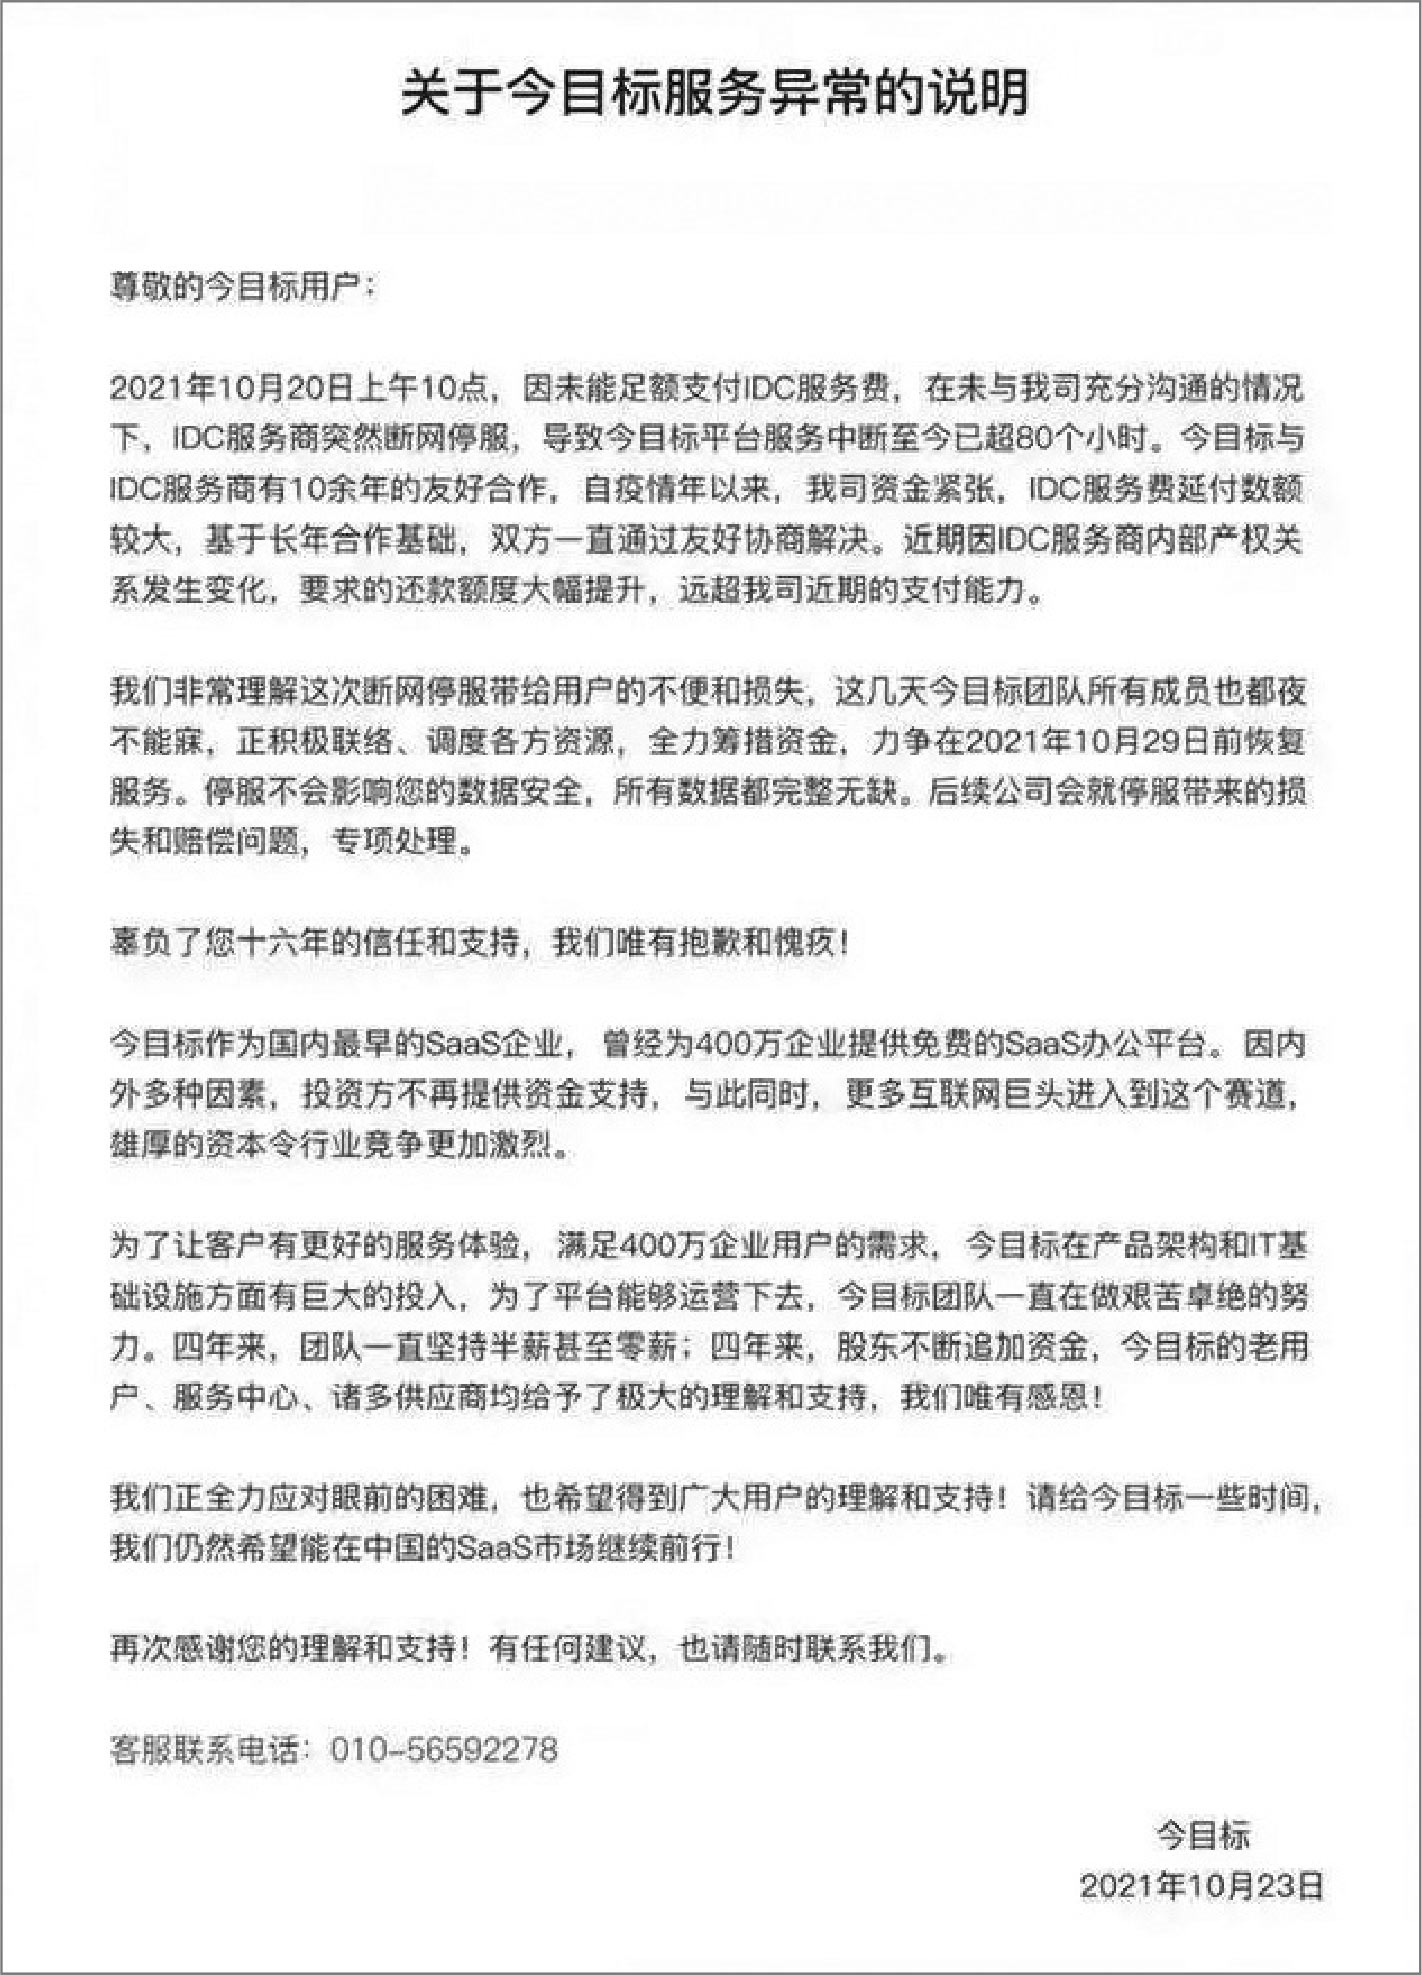 关于今目标服务异常的说明
尊敬的今目标用户：
2021年10月20日上午10点，因未能足额支付IDC服务费，在未与我司充分沟通的情况
下，IDC服务商突然断网停服，导致今目标平台服务中断至今已超80个小时。今目标与
IDC服务商有10余年的友好合作，自疫情年以来，我司资金紧张，IDC服务费延付数额
较大，基于长年合作基础，双方一直通过友好协商解决。近期因IDC服务商内部产权关
系发生变化，要求的还款额度大幅提升，远超我司近期的支付能力。
我们非常理解这次断网停服带给用户的不便和损失，这几天今目标团队所有成员也都夜
不能寐，正积极联络、调度各方资源，全力筹措资金，力争在2021年10月29日前恢复
服务。停服不会影响您的数据安全，所有数据都完整无缺。后续公司会就停服带来的损
失和赔偿问题，专项处理。
辜负了您十六年的信任和支持，我们唯有抱歉和愧疚！
今目标作为国内最早的SaaS企业， 曾经为400万企业提供免费的SaaS办公平台。因内
外多种因素，投资方不再提供资金支持，与此同时，更多互联网巨头进入到这个赛道，
雄厚的资本令行业竞争更加激烈。
为了让客户有更好的服务体验， 满足400万企业用户的需求， 今目标在产品架构和IT基
础设施方面有巨大的投入，为了平台能够运营下去，今目标团队一直在做艰苦卓绝的努
力。四年来，团队一直坚持半薪甚至零薪；四年来，股东不断追加资金，今目标的老用
户、服务中心、诸多供应商均给予了极大的理解和支持，我们唯有感恩！
我们正全力应对眼前的困难，也希望得到广大用户的理解和支持！请给今目标一些时间，
我们仍然希望能在中国的SaaS市场继续前行！
再次感谢您的理解和支持！有任何建议，也请随时联系我们。
客服联系电话：010-56592278
今目标
2021年10月23日